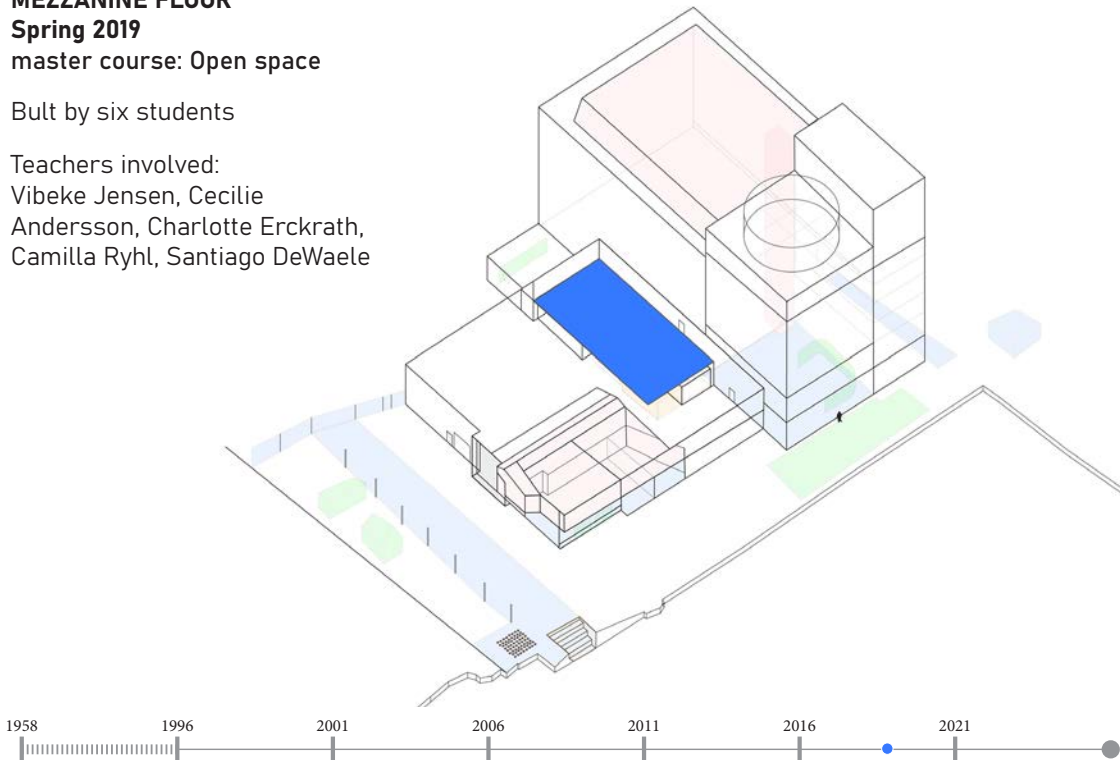 MEZZANINE FLOOR
Spring 2019
master course: Open space
Bult by six students
Teachers involved:
Vibeke Jensen, Cecilie
Andersson, Charlotte Erckrath,
Camilla Ryhl, Santiago DeWaele
1958 1996 2001 2006 2011 2016 2021